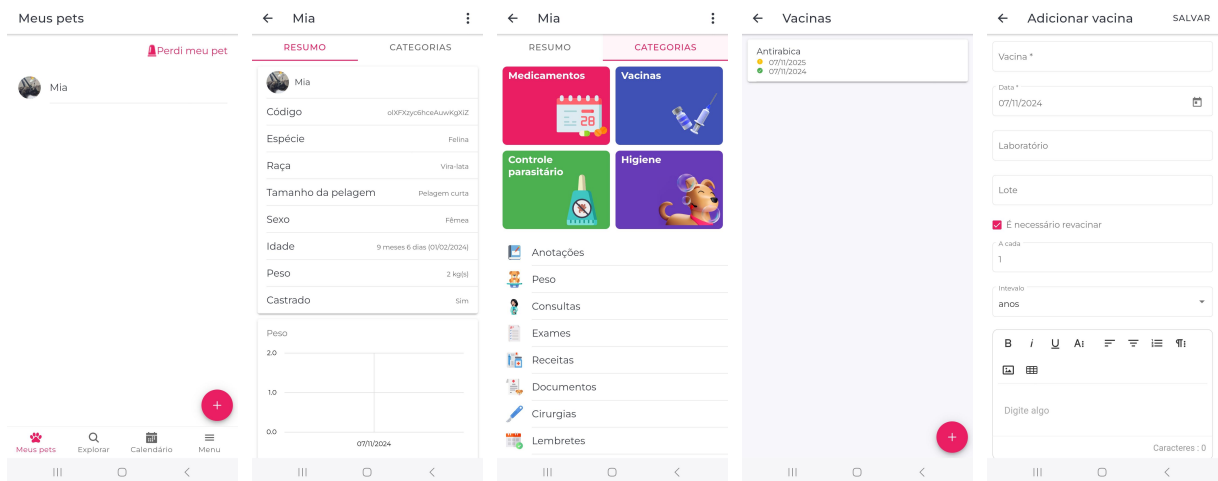 Meus pets
Perdi meu pet
Mia
Meus pets
Explorar
Calendário
Menu
Mia
RESUMO
CATEGORIAS
Mia
Código
olXFXzyc6hceAuwKgXiZ
Espécie
Felina
Raça
Vira-lata
Tamanho da pelagem
Pelagem curta
Sexo
Fêmea
Idade
9 meses 6 dias (01/02/2024)
Peso
2 kg(s)
Castrado
Sim
Peso
2.0
1.0
0.0
07/11/2024
Mia
RESUMO
CATEGORIAS
Medicamentos
28
Vacinas
Controle
parasitário
Higiene
Anotações
Peso
Consultas
Exames
Receitas
Documentos
Cirurgias
Lembretes
Vacinas
Antirabica
07/11/2025
07/11/2024
Adicionar vacina
SALVAR
Vacina *
Data *
07/11/2024
Laboratório
Lote
É necessário revacinar
A cada
1
Intevalo
anos
Digite algo
Caracteres : 0